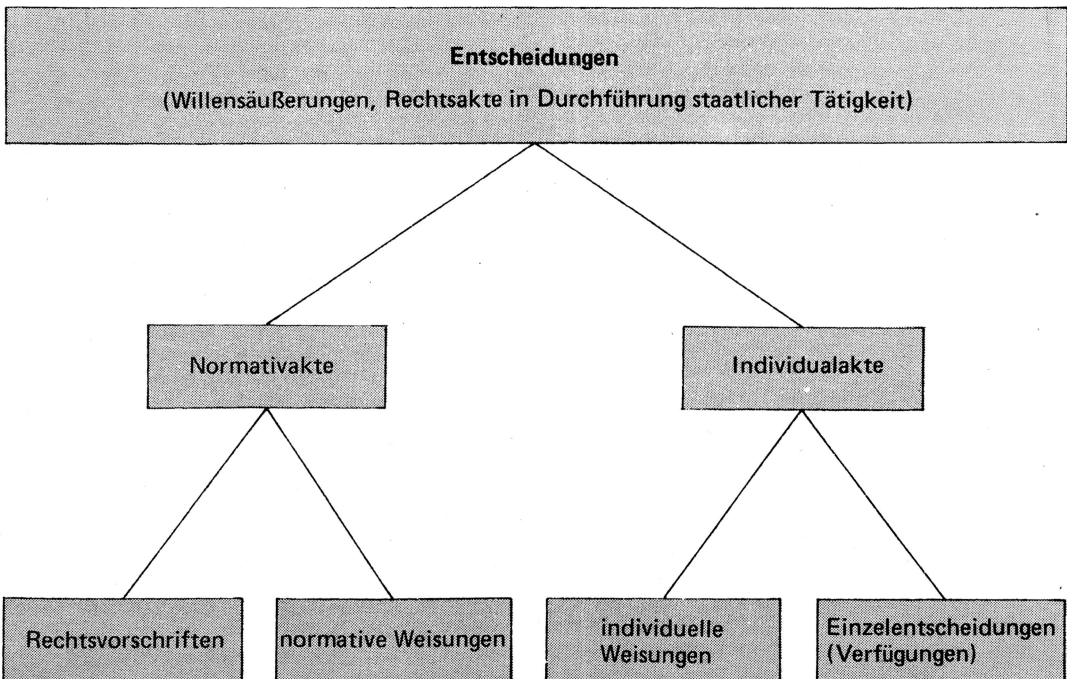 Entscheidungen
(Willensäußerungen, Rechtsakte in Durchführung staatlicher Tätigkeit)
Normativakte
Individualakte
Rechtsvorschriften
normative Weisungen
individuelle
Weisungen
Einzelentscheidungen
(Verfügungen)